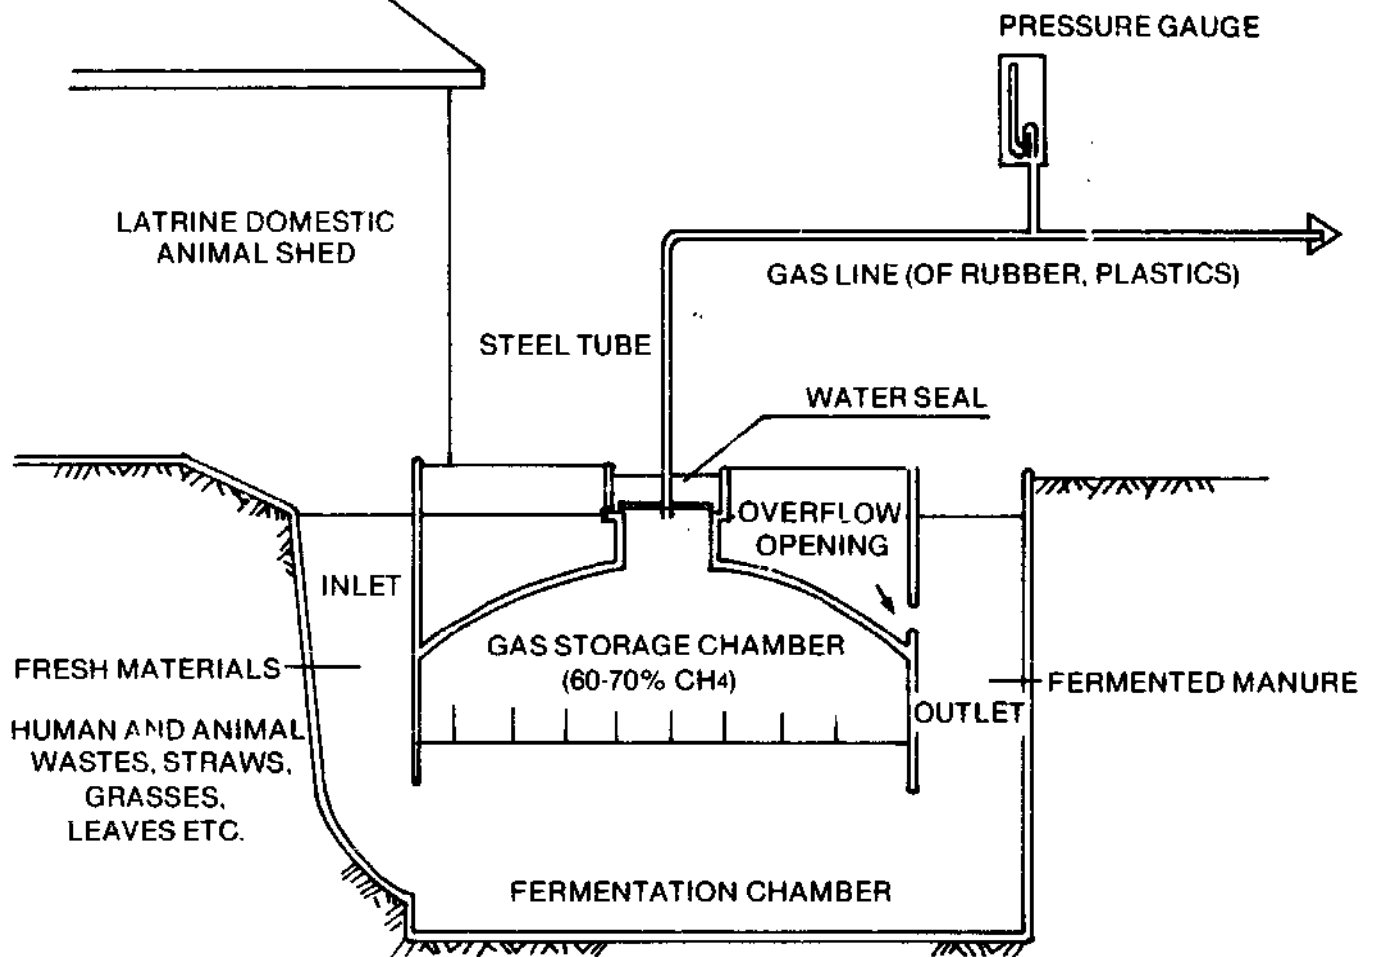 PRESSURE GAUGE
LATRINE DOMESTIC
ANIMAL SHED
GAS LINE (OF RUBBER, PLASTICS)
STEEL TUBE
WATER SEAL
OVERFLOW
OPENING
INLET
GAS STORAGE CHAMBER
(60-70% CH4)
FRESH MATERIALS
HUMAN AND ANIMAL
WASTES, STRAWS,
GRASSES,
LEAVES ETC.
FERMENTED MANURE
OUTLET
FERMENTATION CHAMBER